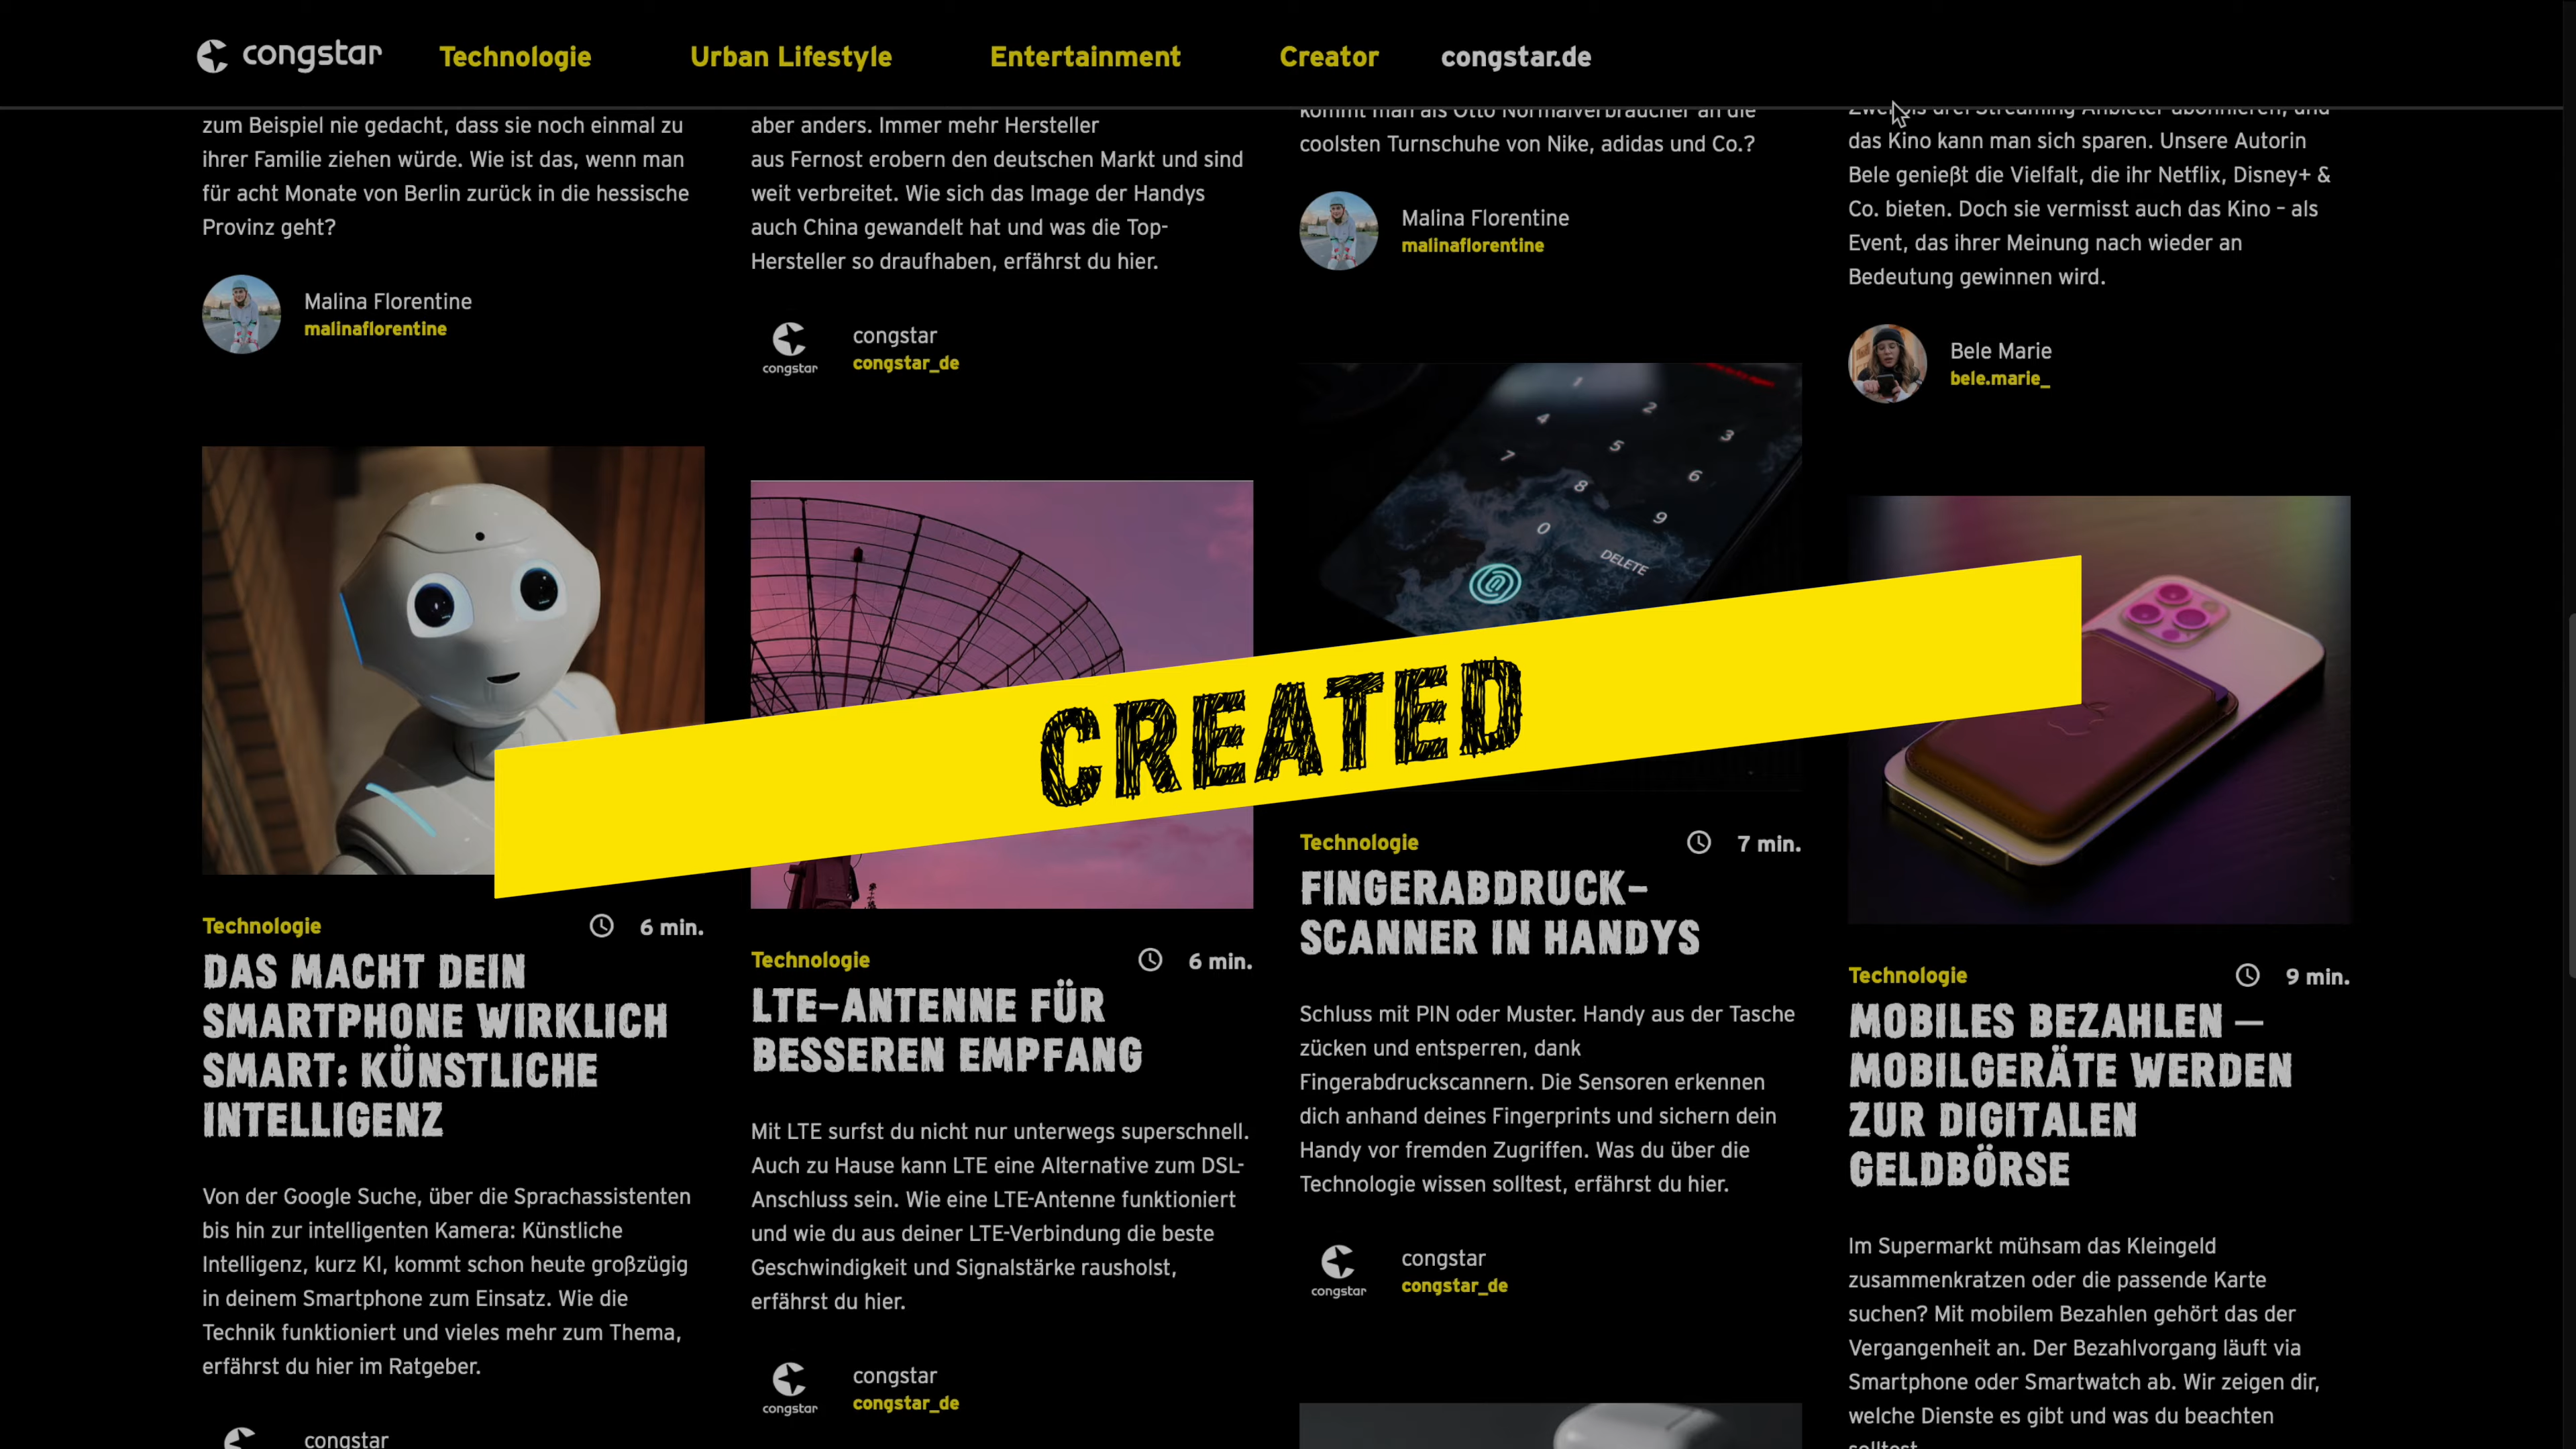 congstar
Technologie
Urban Lifestyle
Entertainment
Creator
congstar.de
zum Beispiel nie gedacht, dass sie noch einmal zu
ihrer Familie ziehen würde. Wie ist das, wenn man
für acht Monate von Berlin zurück in die hessische
Provinz geht?
Malina Florentine
malinaflorentine
Technologie
6 min.
DAS MACHT DEIN
SMARTPHONE WIRKLICH
SMART: KÜNSTLICHE
INTELLIGENZ
Von der Google Suche, über die Sprachassistenten
bis hin zur intelligenten Kamera: Künstliche
Intelligenz, kurz KI, kommt schon heute großzügig
in deinem Smartphone zum Einsatz. Wie die
Technik funktioniert und vieles mehr zum Thema,
erfährst du hier im Ratgeber.
congstar
aber anders. Immer mehr Hersteller
aus Fernost erobern den deutschen Markt und sind
weit verbreitet. Wie sich das Image der Handys
auch China gewandelt hat und was die Top-
Hersteller so draufhaben, erfährst du hier.
congstar
congstar
congstar_de
CREATED
Technologie
6 min.
LTE-ANTENNE FÜR
BESSEREN EMPFANG
Mit LTE surfst du nicht nur unterwegs superschnell.
Auch zu Hause kann LTE eine Alternative zum DSL-
Anschluss sein. Wie eine LTE-Antenne funktioniert
und wie du aus deiner LTE-Verbindung die beste
Geschwindigkeit und Signalstärke rausholst,
erfährst du hier.
congstar
congstar
congstar_de
kommt man als Otto Normalverbraucher an die
coolsten Turnschuhe von Nike, adidas und Co.?
Malina Florentine
malinaflorentine
1
2
3
4
5
6
7
8
9
0
DELETE
Technologie
7 min.
FINGERABDRUCK-
SCANNER IN HANDYS
Schluss mit PIN oder Muster. Handy aus der Tasche
zücken und entsperren, dank
Fingerabdruckscannern. Die Sensoren erkennen
dich anhand deines Fingerprints und sichern dein
Handy vor fremden Zugriffen. Was du über die
Technologie wissen solltest, erfährst du hier.
congstar
congstar
congstar_de
Zwei bis drei Streaming Anbieter abonnieren, und
das Kino kann man sich sparen. Unsere Autorin
Bele genießt die Vielfalt, die ihr Netflix, Disney+ &
Co. bieten. Doch sie vermisst auch das Kino – als
Event, das ihrer Meinung nach wieder an
Bedeutung gewinnen wird.
Bele Marie
bele.marie_
Technologie
9 min.
MOBILES BEZAHLEN –
MOBILGERÄTE WERDEN
ZUR DIGITALEN
GELDBÖRSE
Im Supermarkt mühsam das Kleingeld
zusammenkratzen oder die passende Karte
suchen? Mit mobilem Bezahlen gehört das der
Vergangenheit an. Der Bezahlvorgang läuft via
Smartphone oder Smartwatch ab. Wir zeigen dir,
welche Dienste es gibt und was du beachten
solltest